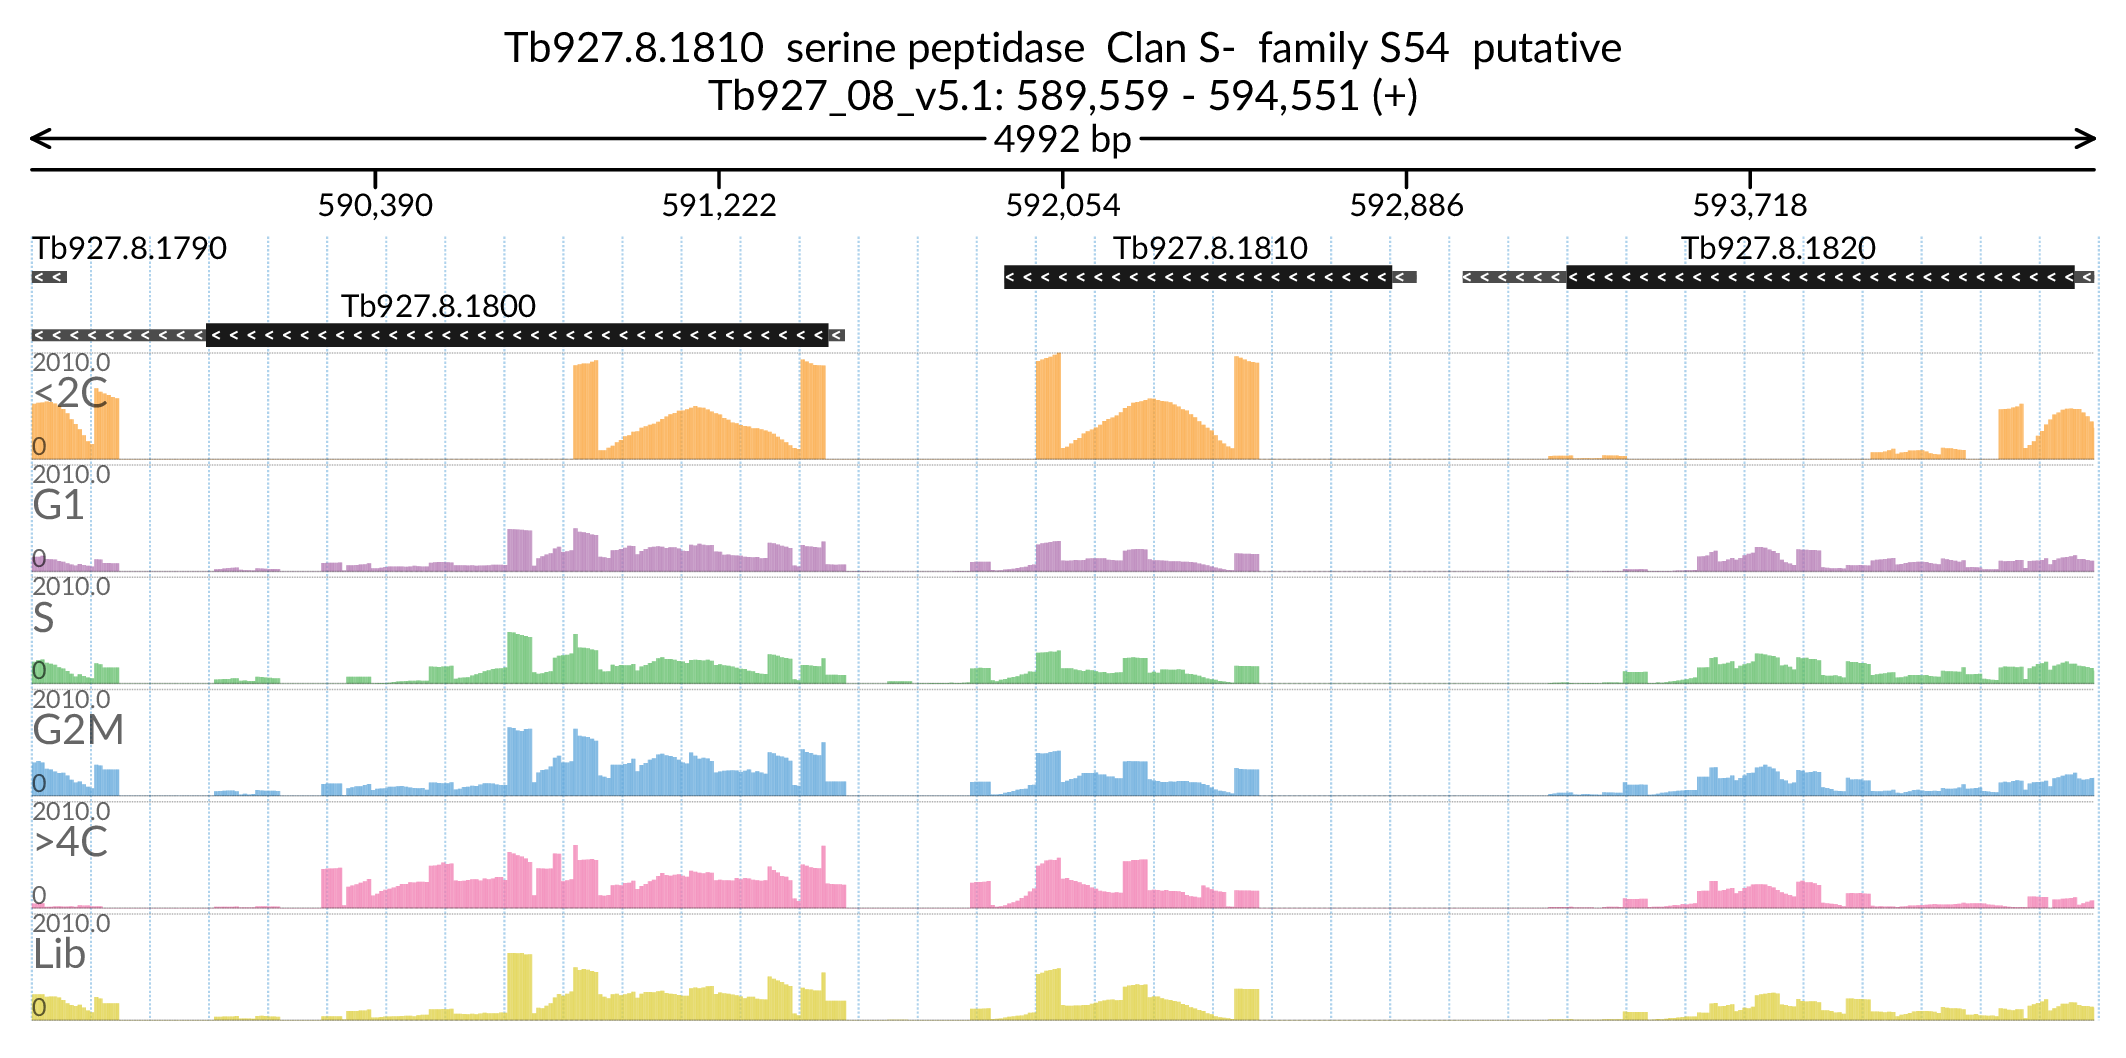 Tb927.8.1810 serine peptidase Clan S- family S54 putative
Tb927_08_v5.1: 589,559 - 594,551 (+)
4992 bp
590,390 591,222 592,054 592,886 593,718
Tb927.8.1790 Tb927.8.1810 Tb927.8.1820
Tb927.8.1800
2010.0
<2C
0
2010.0
G1
0
2010.0
S
0
2010.0
G2M
0
2010.0
>4C
0
2010.0
Lib
0